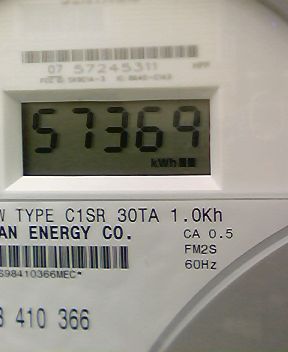 07 57245311
57369
kWh
W TYPE C1SR 30TA 1.0Kh
AN ENERGY CO.
CA 0.5
FM2S
60Hz
S98410366MEC*
8 410 366